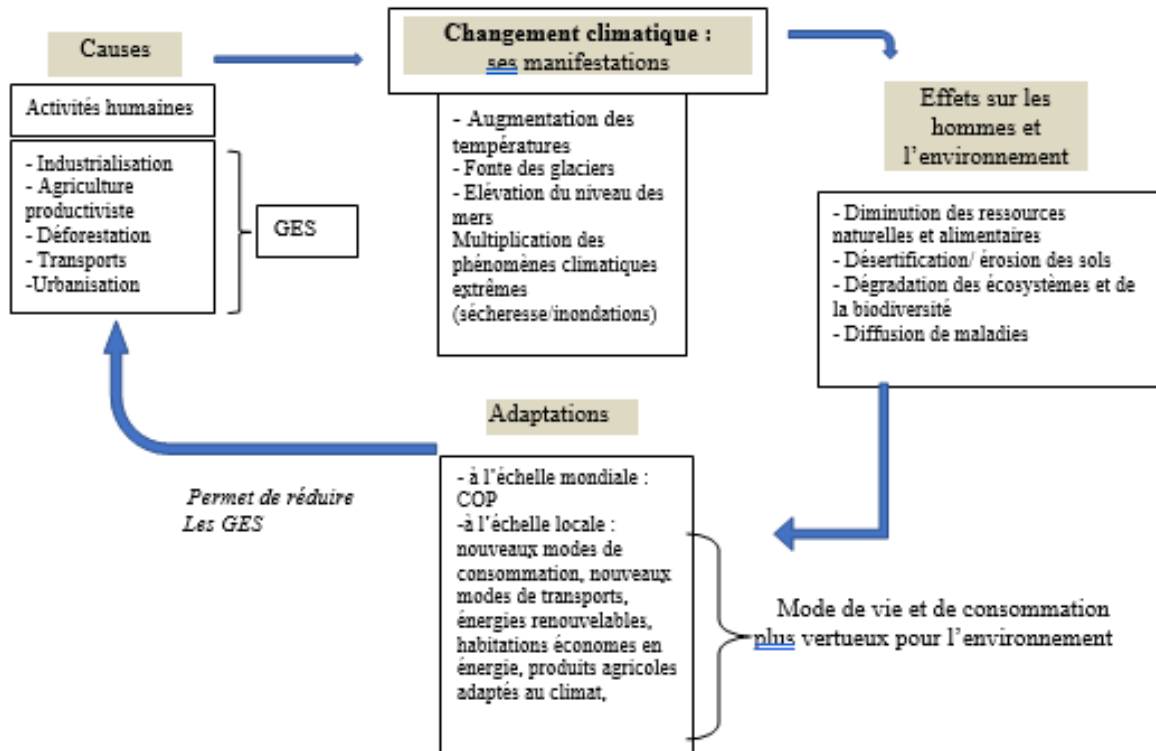 Causes
Activités humaines
- Industrialisation
- Agriculture
productiviste
- Déforestation
- Transports
-Urbanisation
GES
Changement climatique :
ses manifestations
- Augmentation des
températures
- Fonte des glaciers
- Elévation du niveau des
mers
Multiplication des
phénomènes climatiques
extrêmes
(sécheresse/inondations)
Effets sur les
hommes et
l'environnement
- Diminution des ressources
naturelles et alimentaires
- Désertification/ érosion des sols
- Dégradation des écosystèmes et de
la biodiversité
- Diffusion de maladies
Adaptations
- à l'échelle mondiale :
COP
-à l'échelle locale :
nouveaux modes de
consommation, nouveaux
modes de transports,
énergies renouvelables,
habitations économes en
énergie, produits agricoles
adaptés au climat,
Mode de vie et de consommation
plus vertueux pour l'environnement
Permet de réduire
Les GES